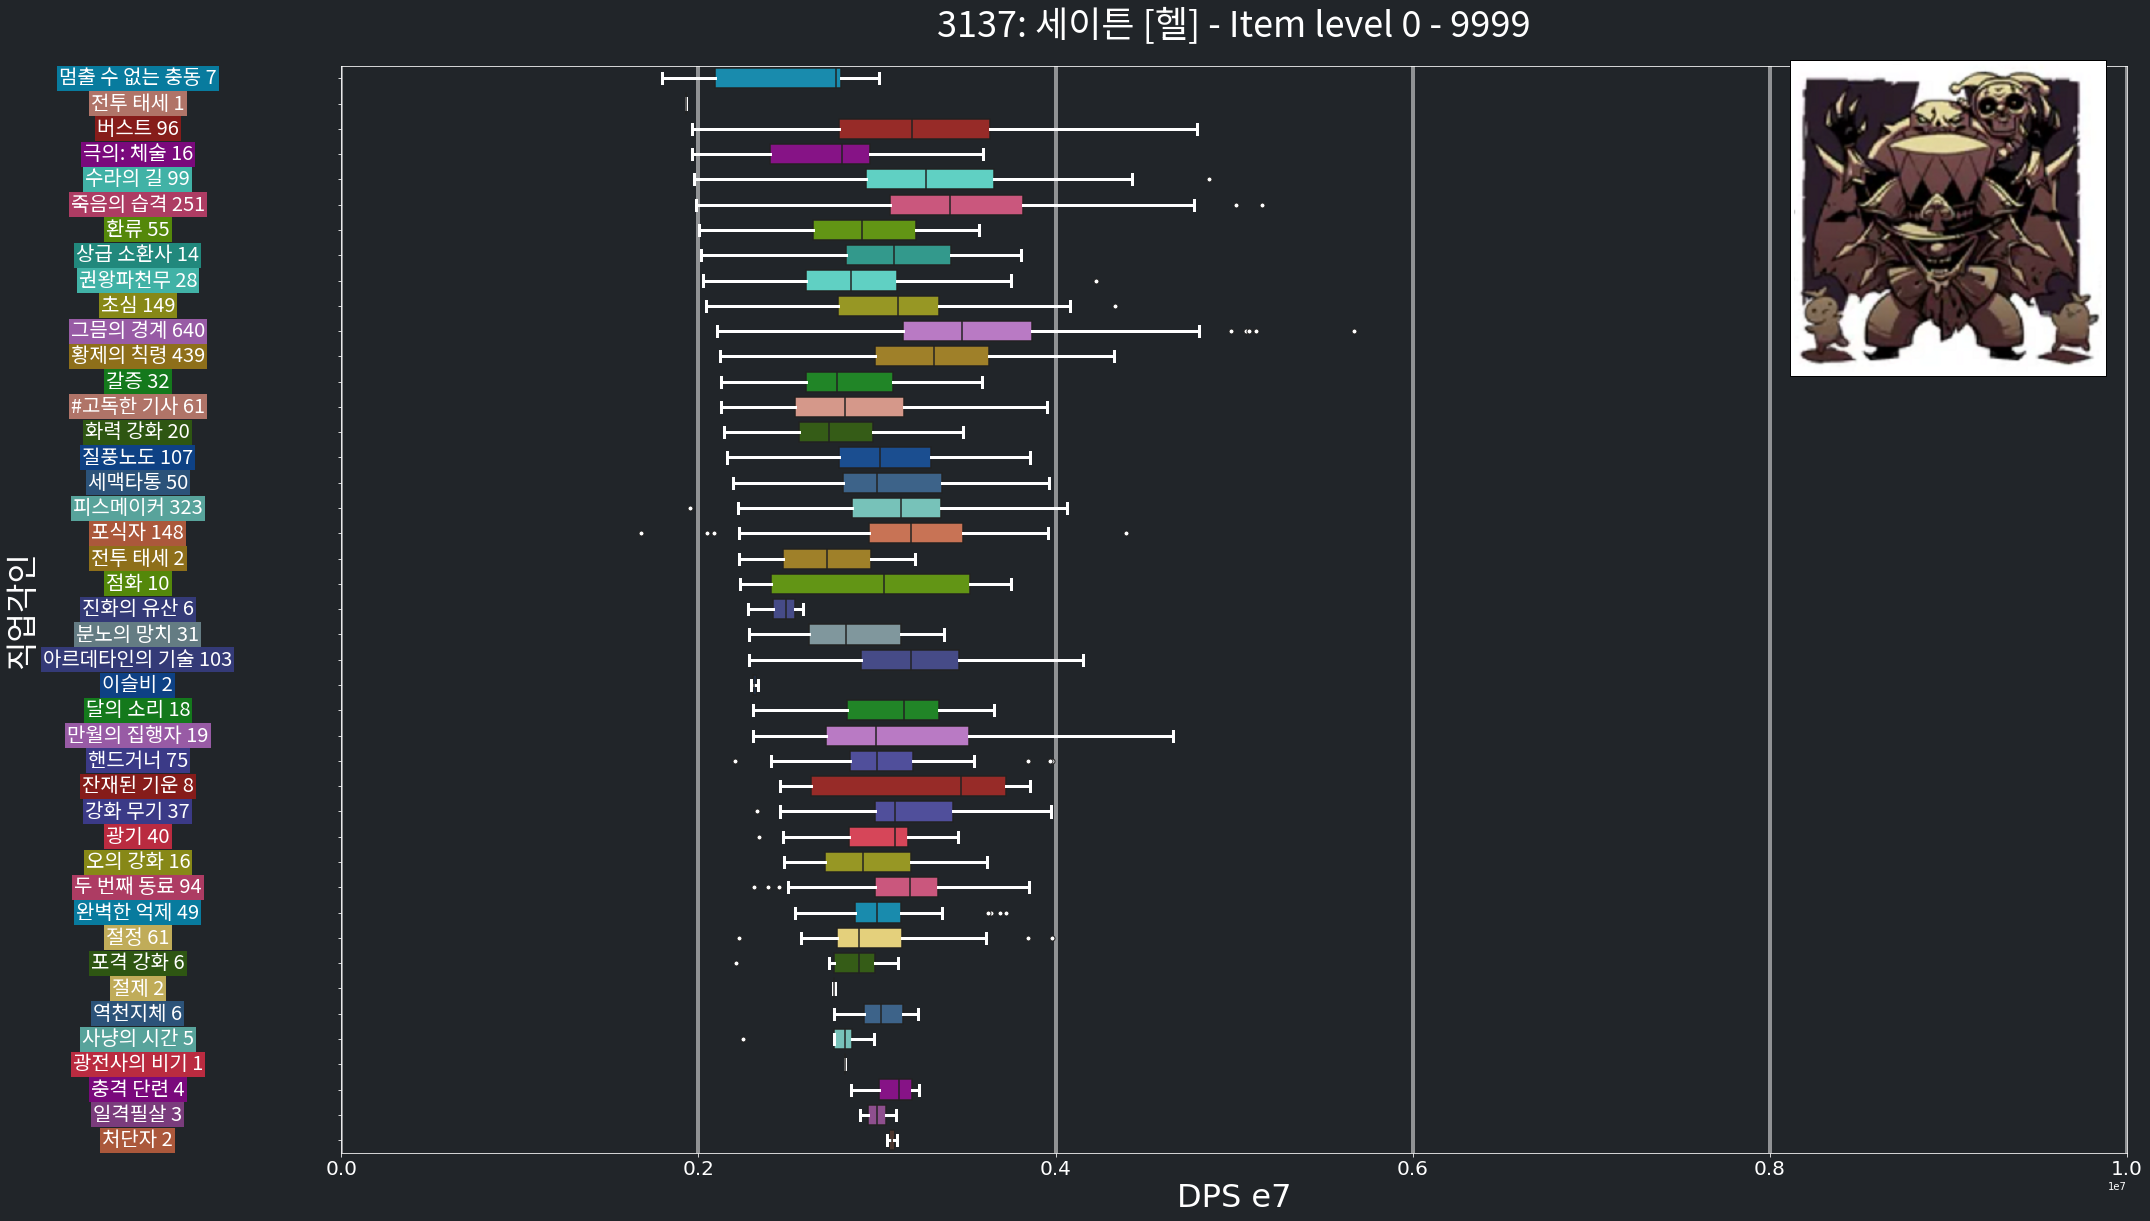 3137: 세이튼 [헬] - Item level 0 - 9999
멈출 수 없는 충동 7
전투 태세 1
버스트 96
극의: 체술 16
수라의 길 99
죽음의 습격 251
환류 55
상급 소환사 14
권왕파천무 28
초심 149
그믐의 경계 640
황제의 칙령 439
갈증 32
#고독한 기사 61
화력 강화 20
질풍노도 107
세맥타통 50
피스메이커 323
포식자 148
전투 태세 2
점화 10
진화의 유산 6
분노의 망치 31
아르데타인의 기술 103
이슬비 2
달의 소리 18
만월의 집행자 19
핸드거너 75
잔재된 기운 8
강화 무기 37
광기 40
오의 강화 16
두 번째 동료 94
완벽한 억제 49
절정 61
포격 강화 6
절제 2
역천지체 6
사냥의 시간 5
광전사의 비기 1
충격 단련 4
일격필살 3
처단자 2
직업각인
0.0 0.2 0.4 0.6 0.8 1.0
1e7
DPS e7